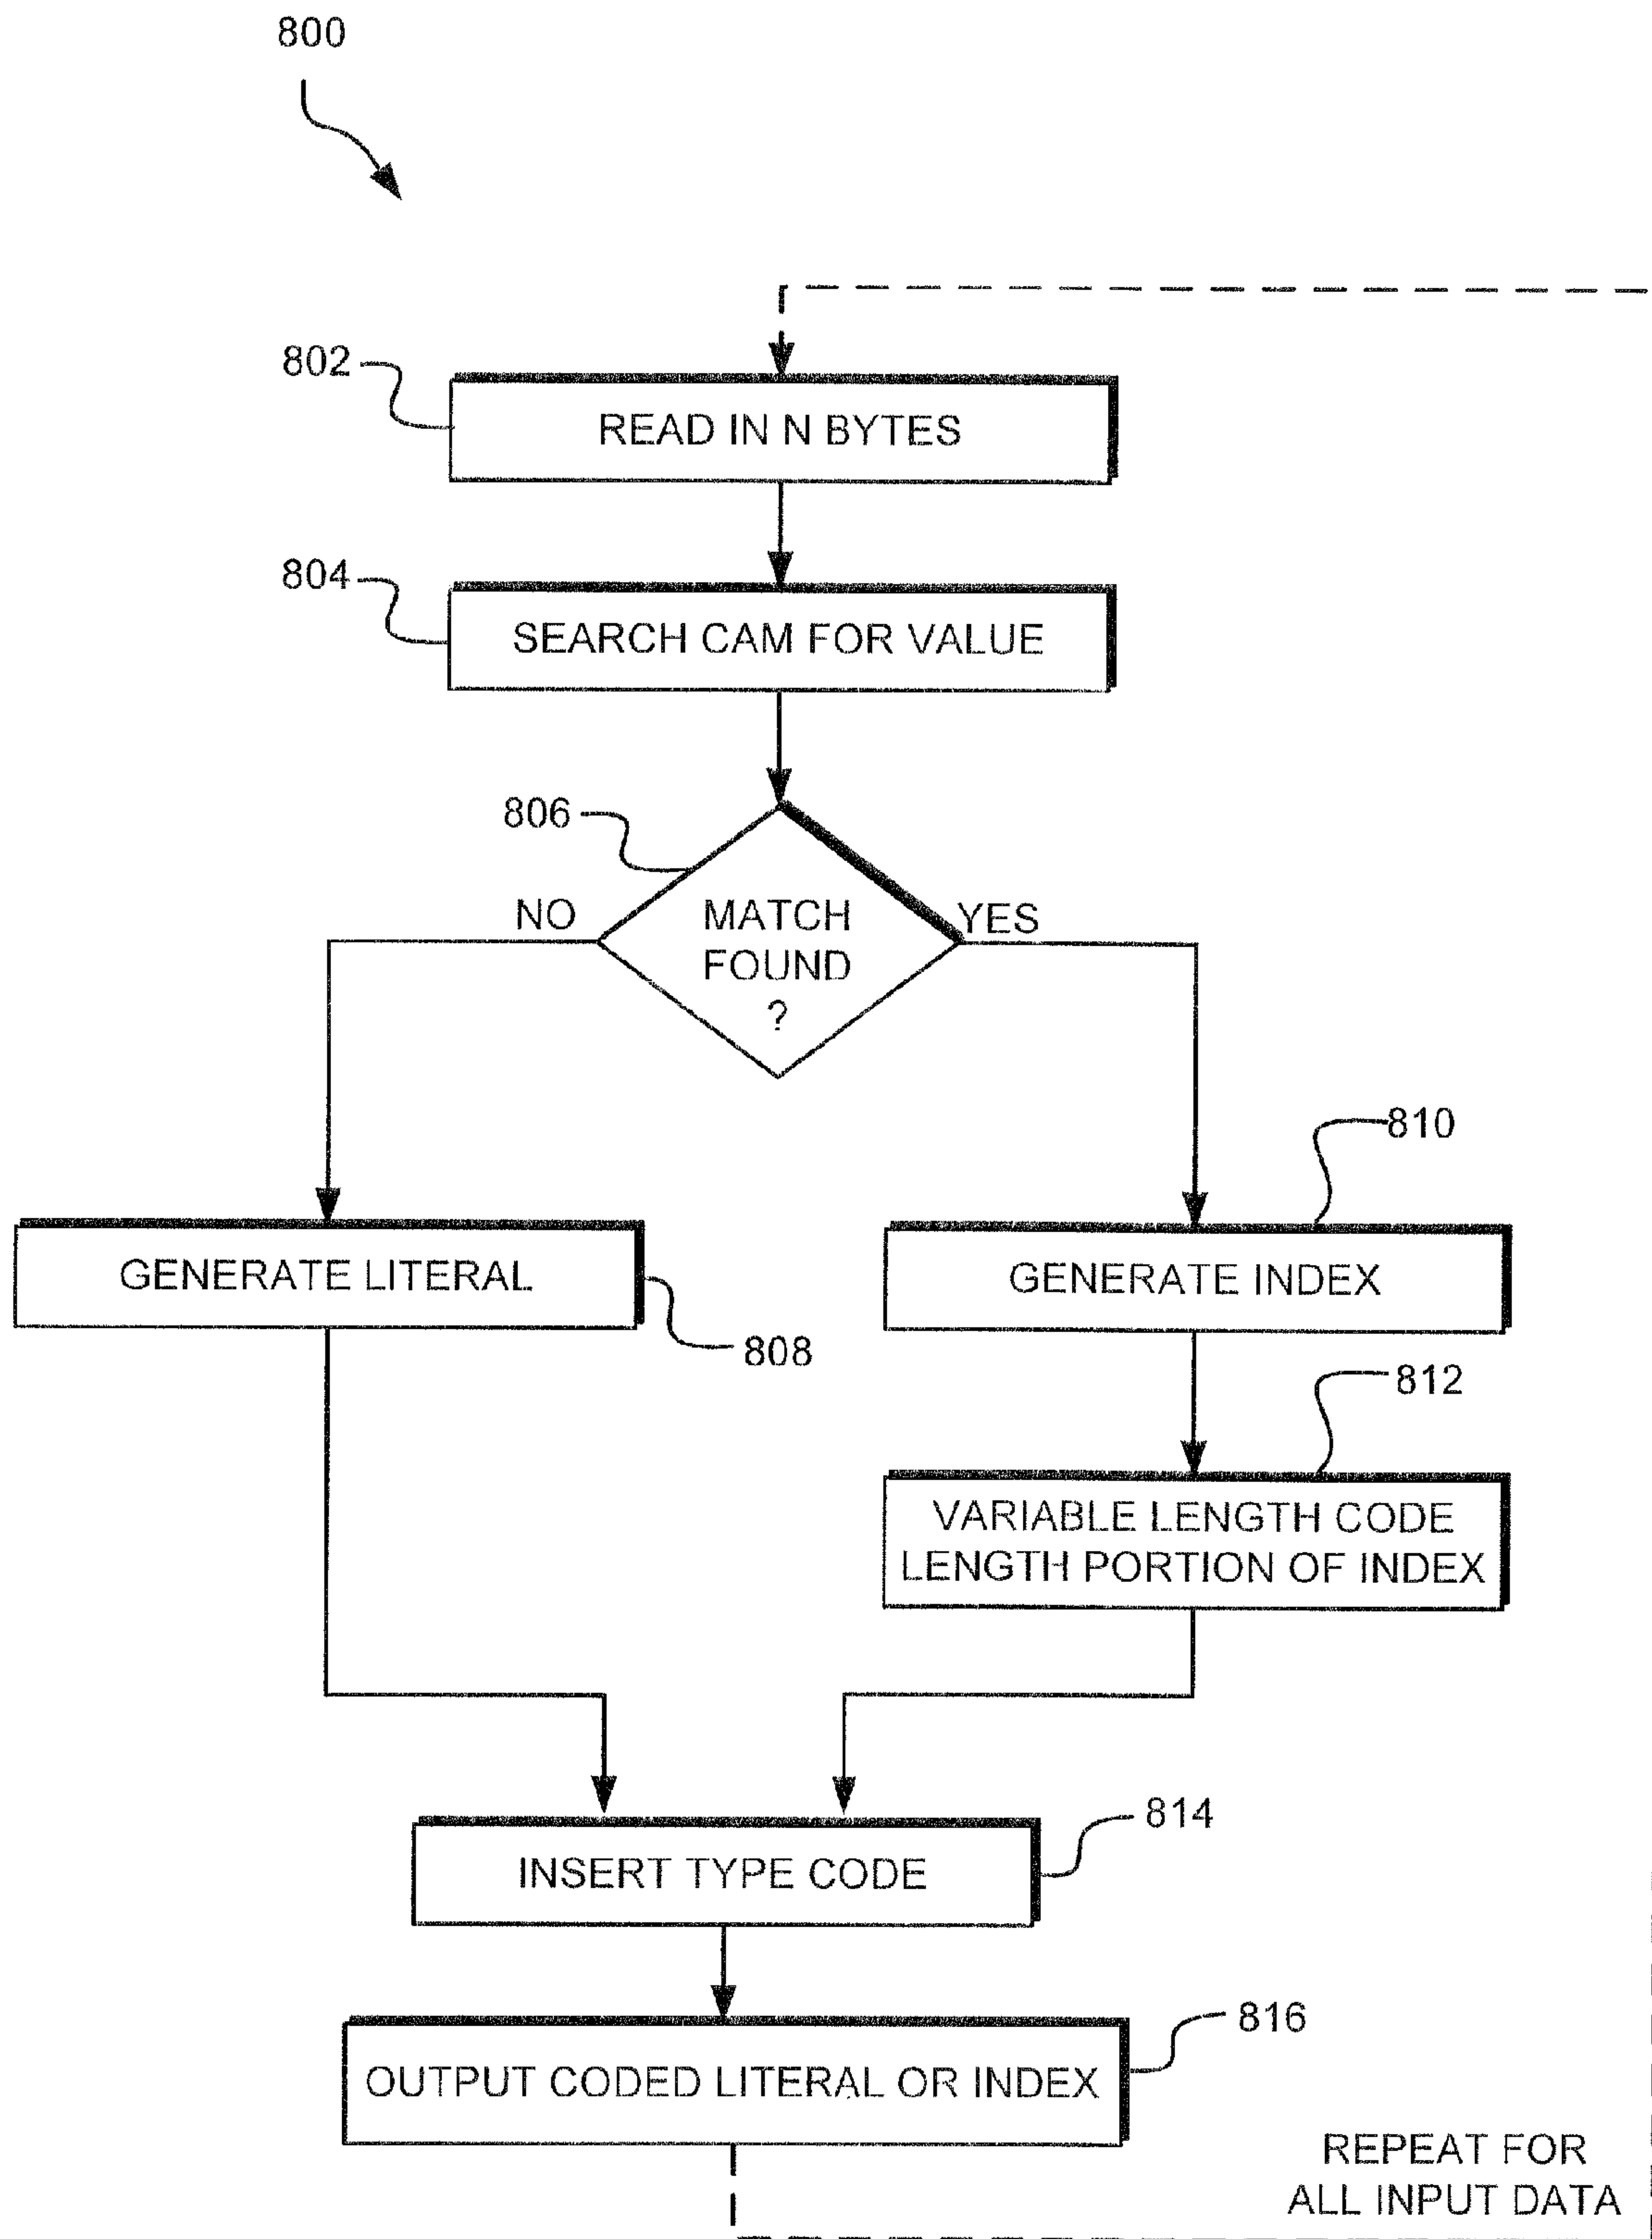 800
802
READ IN N BYTES
804
SEARCH CAM FOR VALUE
806
NO
MATCH
FOUND
?
YES
810
GENERATE LITERAL
GENERATE INDEX
808
812
VARIABLE LENGTH CODE
LENGTH PORTION OF INDEX
814
INSERT TYPE CODE
816
OUTPUT CODED LITERAL OR INDEX
REPEAT FOR
ALL INPUT DATA